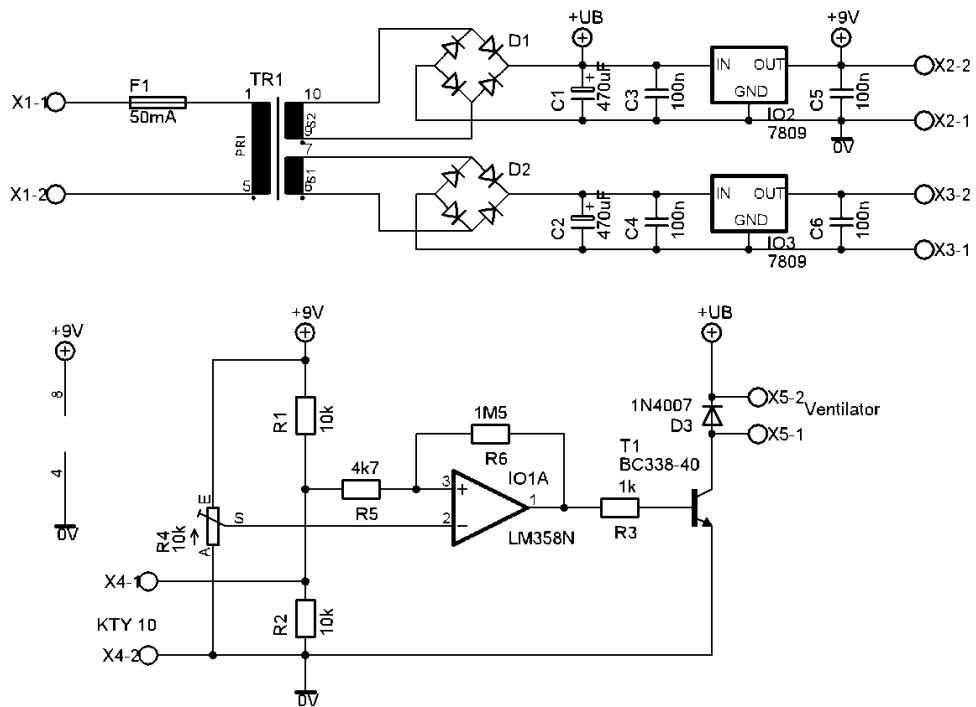 +UB
+9V
D1
F1
X1-1
50mA
TR1
1
10
PRI
S2
9
7
S1
5
6
X1-2
C1
470uF
+
C3
100n
IN
OUT
GND
IO2
7809
C5
100n
X2-2
X2-1
0V
D2
C2
470uF
+
C4
100n
IN
OUT
GND
IO3
7809
C6
100n
X3-2
X3-1
+9V
8
4
0V
+9V
+UB
R1
10k
1M5
R6
4k7
R5
3
+
2
−
1
IO1A
LM358N
T1
BC338-40
1k
R3
1N4007
D3
X5-2
Ventilator
X5-1
E
S
A
R4
10k
X4-1
KTY 10
X4-2
R2
10k
0V